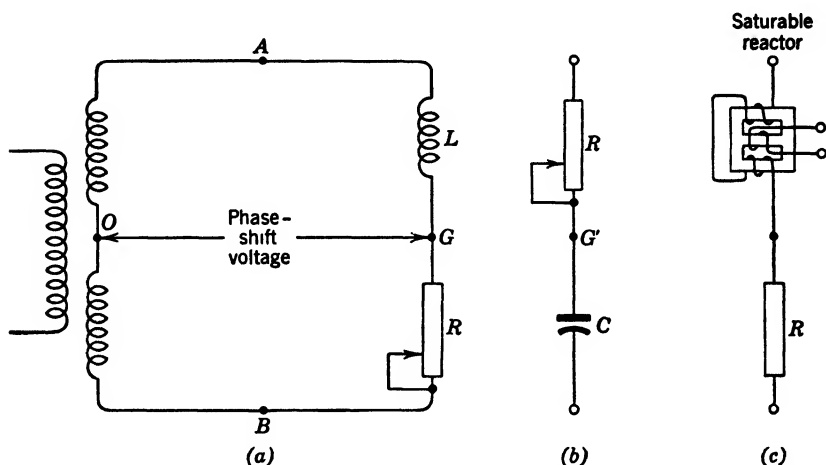 A
L
O
Phase-
shift
voltage
G
R
B
(a)
R
G'
C
(b)
Saturable
reactor
R
(c)